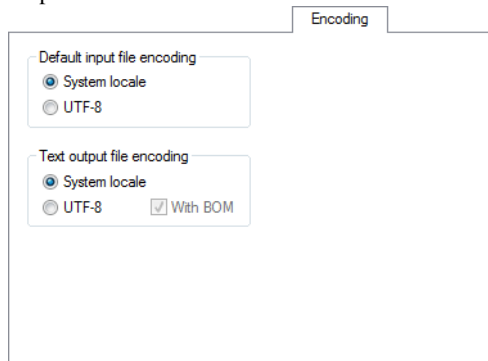 Encoding
Default input file encoding
System locale
UTF-8
Text output file encoding
System locale
UTF-8 With BOM